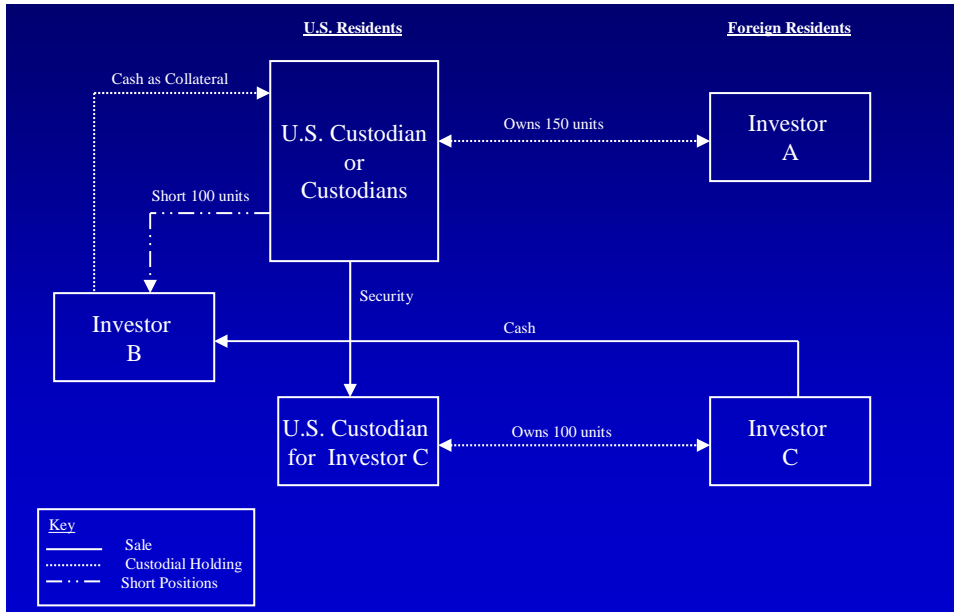 U.S. Residents
Foreign Residents
Cash as Collateral
U.S. Custodian
or
Custodians
Owns 150 units
Investor
A
Short 100 units
Security
Investor
B
Cash
U.S. Custodian
for Investor C
Owns 100 units
Investor
C
Key
Sale
Custodial Holding
Short Positions